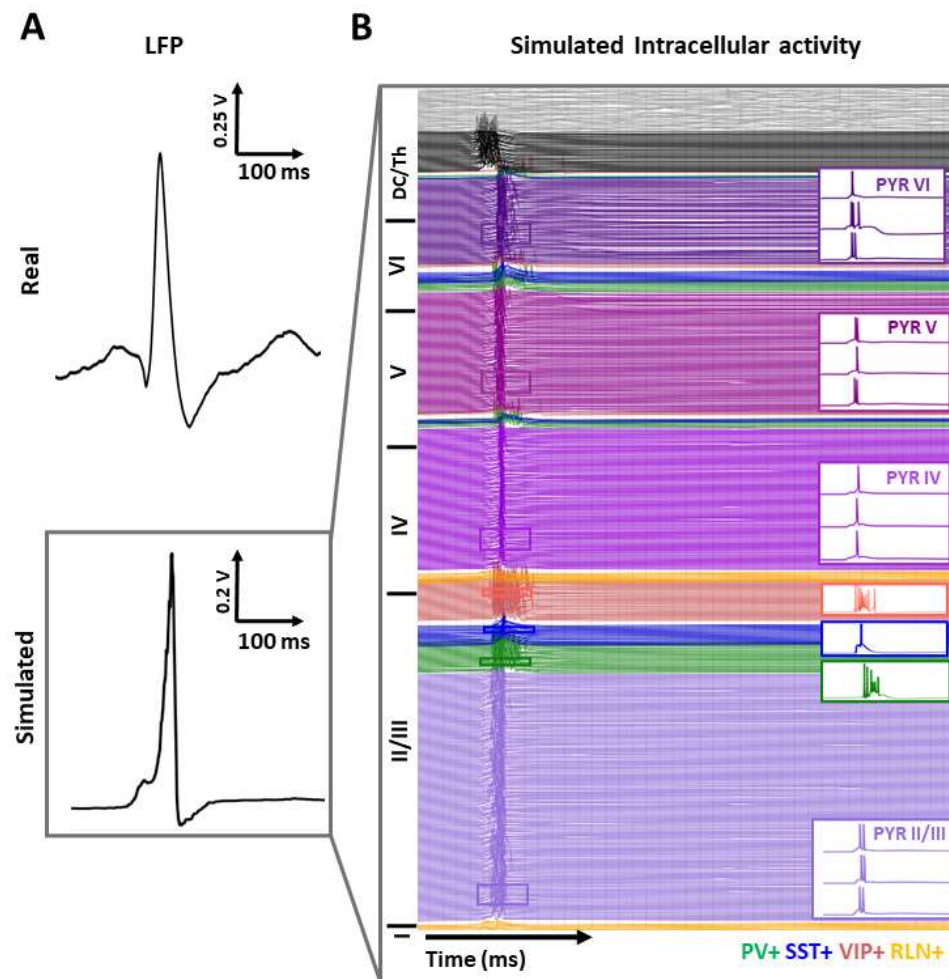 A
LFP
0.25 V
100 ms
Real
0.2 V
100 ms
Simulated
B
Simulated Intracellular activity
DC/Th
VI
V
IV
II/III
I
PYR VI
PYR V
PYR IV
PYR II/III
Time (ms)
PV+ SST+ VIP+ RLN+